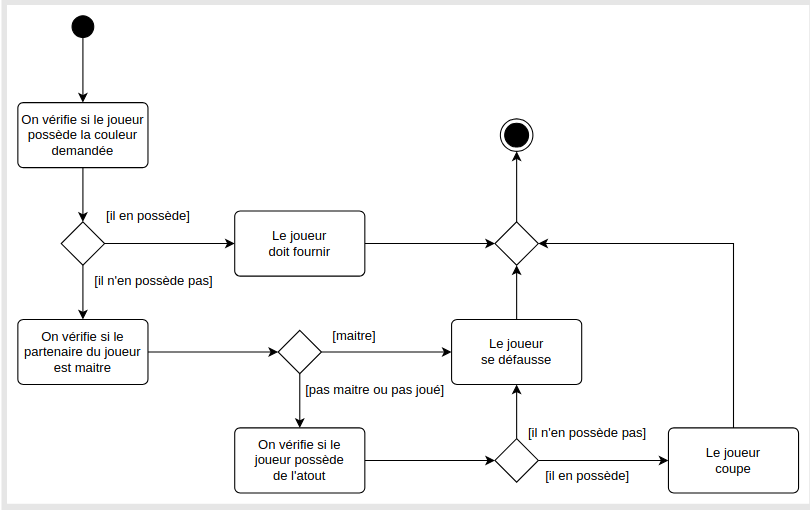 On vérifie si le joueur
possède la couleur
demandée
[il en possède]
Le joueur
doit fournir
[il n'en possède pas]
On vérifie si le
partenaire du joueur
est maitre
[maitre]
Le joueur
se défausse
[pas maitre ou pas joué]
On vérifie si le
joueur possède
de l'atout
[il n'en possède pas]
[il en possède]
Le joueur
coupe